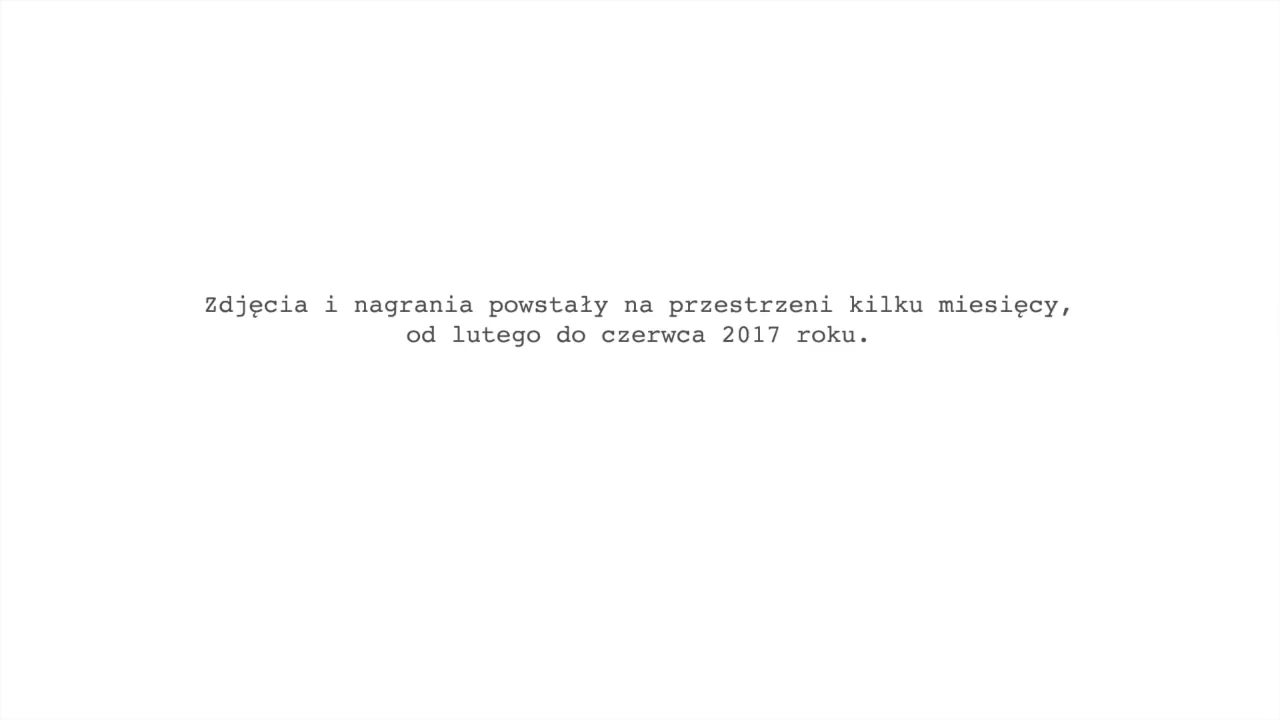 Zdjęcia i nagrania powstały na przestrzeni kilku miesięcy,
od lutego do czerwca 2017 roku.